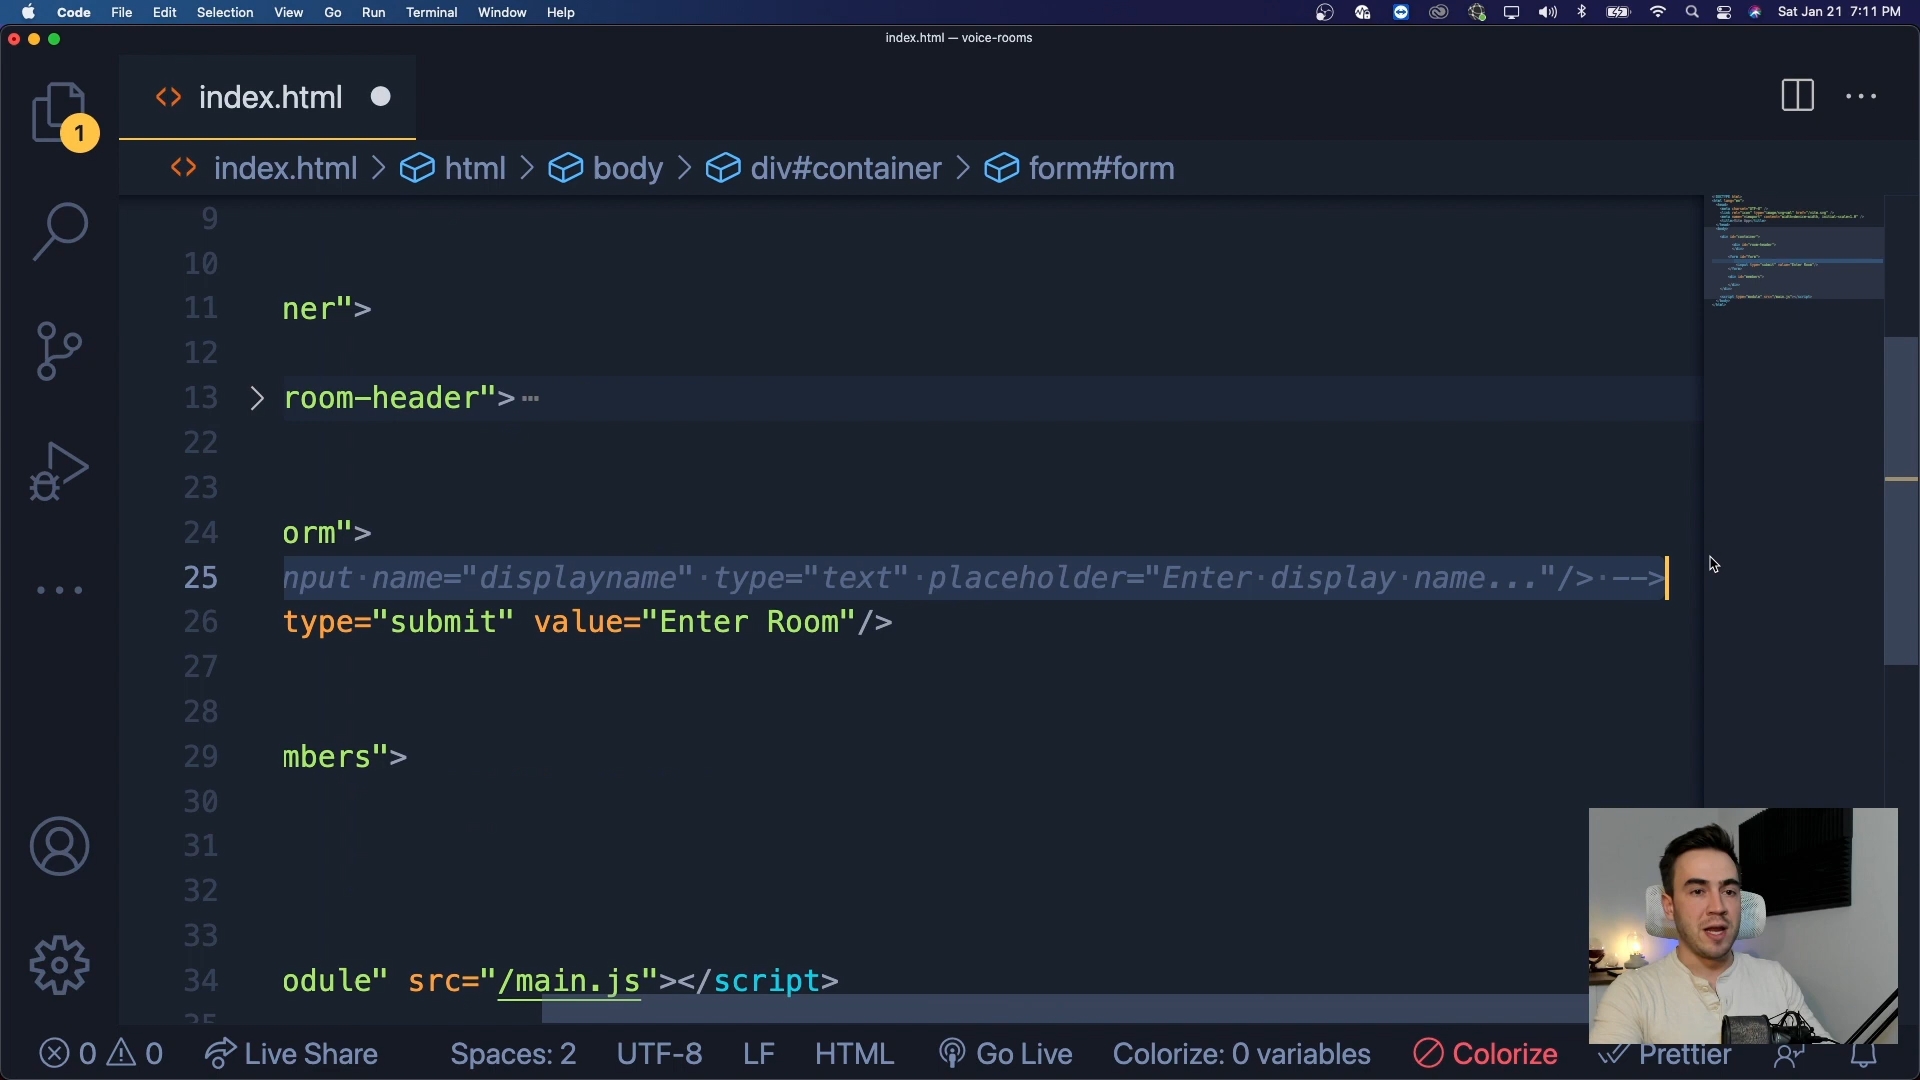 Code File Edit Selection View Go Run Terminal Window Help Sat Jan 21 7:11 PM
index.html — voice-rooms
1
index.html
index.html > html > body > div#container > form#form
9
10
11 ner">
12
13 room-header">
22
23
24 orm">
25 nput name="displayname" type="text" placeholder="Enter display name..."/> -->
26 type="submit" value="Enter Room"/>
27
28
29 mbers">
30
31
32
33
34 odule" src="/main.js"></script>
35
0 0 Live Share Spaces: 2 UTF-8 LF HTML Go Live Colorize: 0 variables Colorize Prettier